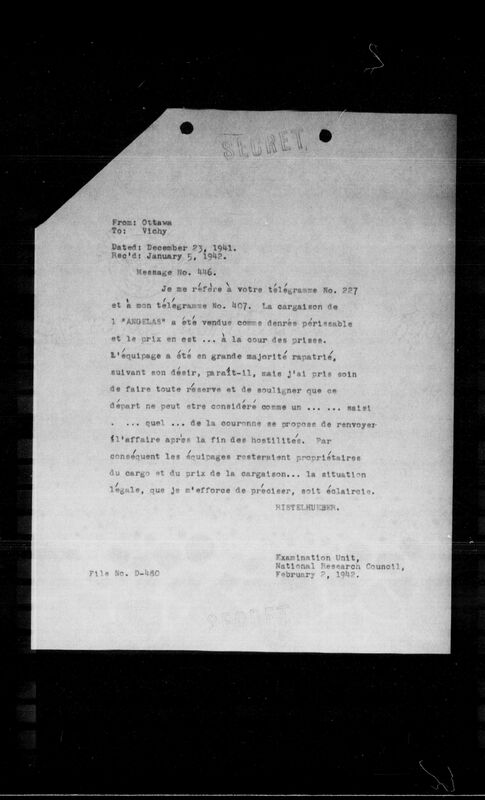 SECRET.
From: Ottawa
To: Vichy
Dated: December 23, 1941.
Rec'd: January 5, 1942.
Message No. 446.
Je me réfère à votre télégramme No. 227
et à mon télégramme No. 407. La cargaison de
l "ANGELAS" a été vendue comme denrés périssable
et le prix en est ... à la cour des prises.
L'équipage a été en grande majorité rapatrié,
suivant son désir, paraît-il, mais j'ai pris soin
de faire toute réserve et de souligner que ce
départ ne peut etre considéré comme un ... ... saisi
. ... quel ... de la couronne se propose de renvoyer
l'affaire après la fin des hostilités. Par
conséquent les équipages resteraient propriétaires
du cargo et du prix de la cargaison... la situation
légale, que je m'efforce de préciser, soit éclaircie.
RISTELHUEBER.
Examination Unit,
National Research Council,
February 2, 1942.
File No. D-480
SECRET